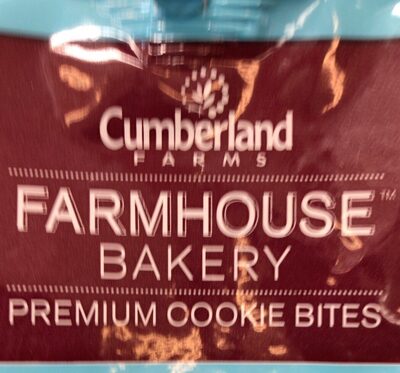 Cumberland
FARMS
FARMHOUSE™
BAKERY
PREMIUM COOKIE BITES